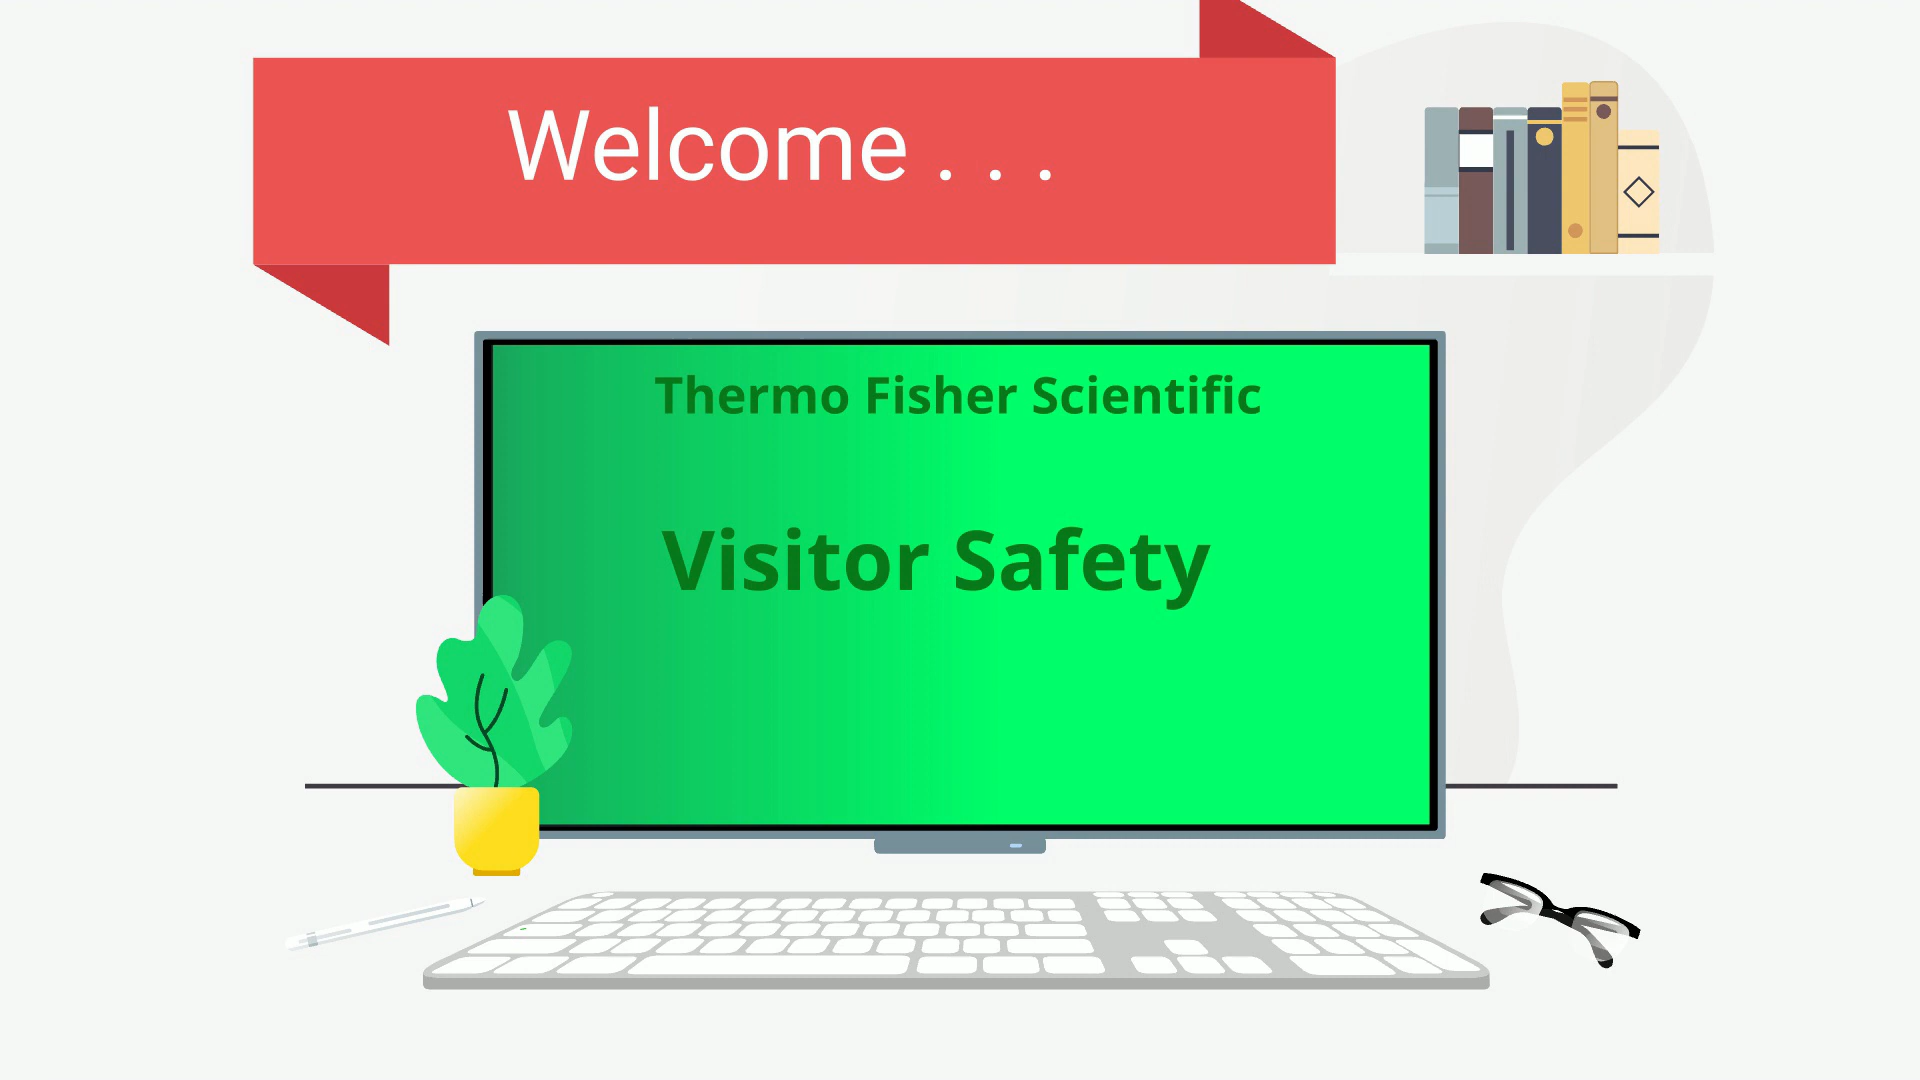 Welcome . . .
Thermo Fisher Scientific
Visitor Safety